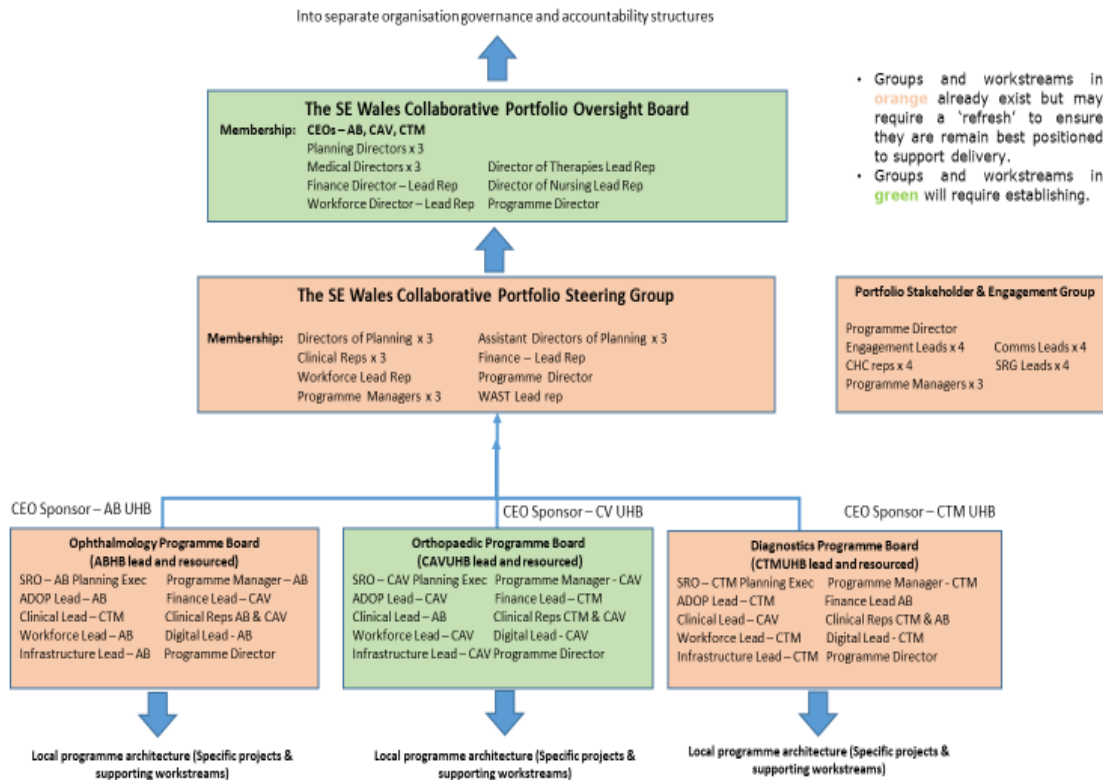 Into separate organisation governance and accountability structures
• Groups and workstreams in
orange already exist but may
require a 'refresh' to ensure
they are remain best positioned
to support delivery.
• Groups and workstreams in
green will require establishing.
The SE Wales Collaborative Portfolio Oversight Board
Membership: CEOs – AB, CAV, CTM
Planning Directors x 3
Medical Directors x 3 Director of Therapies Lead Rep
Finance Director – Lead Rep Director of Nursing Lead Rep
Workforce Director – Lead Rep Programme Director
The SE Wales Collaborative Portfolio Steering Group
Membership: Directors of Planning x 3 Assistant Directors of Planning x 3
Clinical Reps x 3 Finance – Lead Rep
Workforce Lead Rep Programme Director
Programme Managers x 3 WAST Lead rep
Portfolio Stakeholder & Engagement Group
Programme Director
Engagement Leads x 4 Comms Leads x 4
CHC reps x 4 SRG Leads x 4
Programme Managers x 3
CEO Sponsor – AB UHB
Ophthalmology Programme Board
(ABHB lead and resourced)
SRO – AB Planning Exec Programme Manager – AB
ADOP Lead – AB Finance Lead – CAV
Clinical Lead – CTM Clinical Reps AB & CAV
Workforce Lead – AB Digital Lead - AB
Infrastructure Lead – AB Programme Director
Local programme architecture (Specific projects &
supporting workstreams)
CEO Sponsor – CV UHB
Orthopaedic Programme Board
(CAVUHB lead and resourced)
SRO – CAV Planning Exec Programme Manager - CAV
ADOP Lead – CAV Finance Lead – CTM
Clinical Lead – AB Clinical Reps CTM & CAV
Workforce Lead – CAV Digital Lead - CAV
Infrastructure Lead – CAV Programme Director
Local programme architecture (Specific projects &
supporting workstreams)
CEO Sponsor – CTM UHB
Diagnostics Programme Board
(CTMUHB lead and resourced)
SRO – CTM Planning Exec Programme Manager - CTM
ADOP Lead – CTM Finance Lead AB
Clinical Lead – CAV Clinical Reps CTM & AB
Workforce Lead – CTM Digital Lead - CTM
Infrastructure Lead – CTM Programme Director
Local programme architecture (Specific projects &
supporting workstreams)